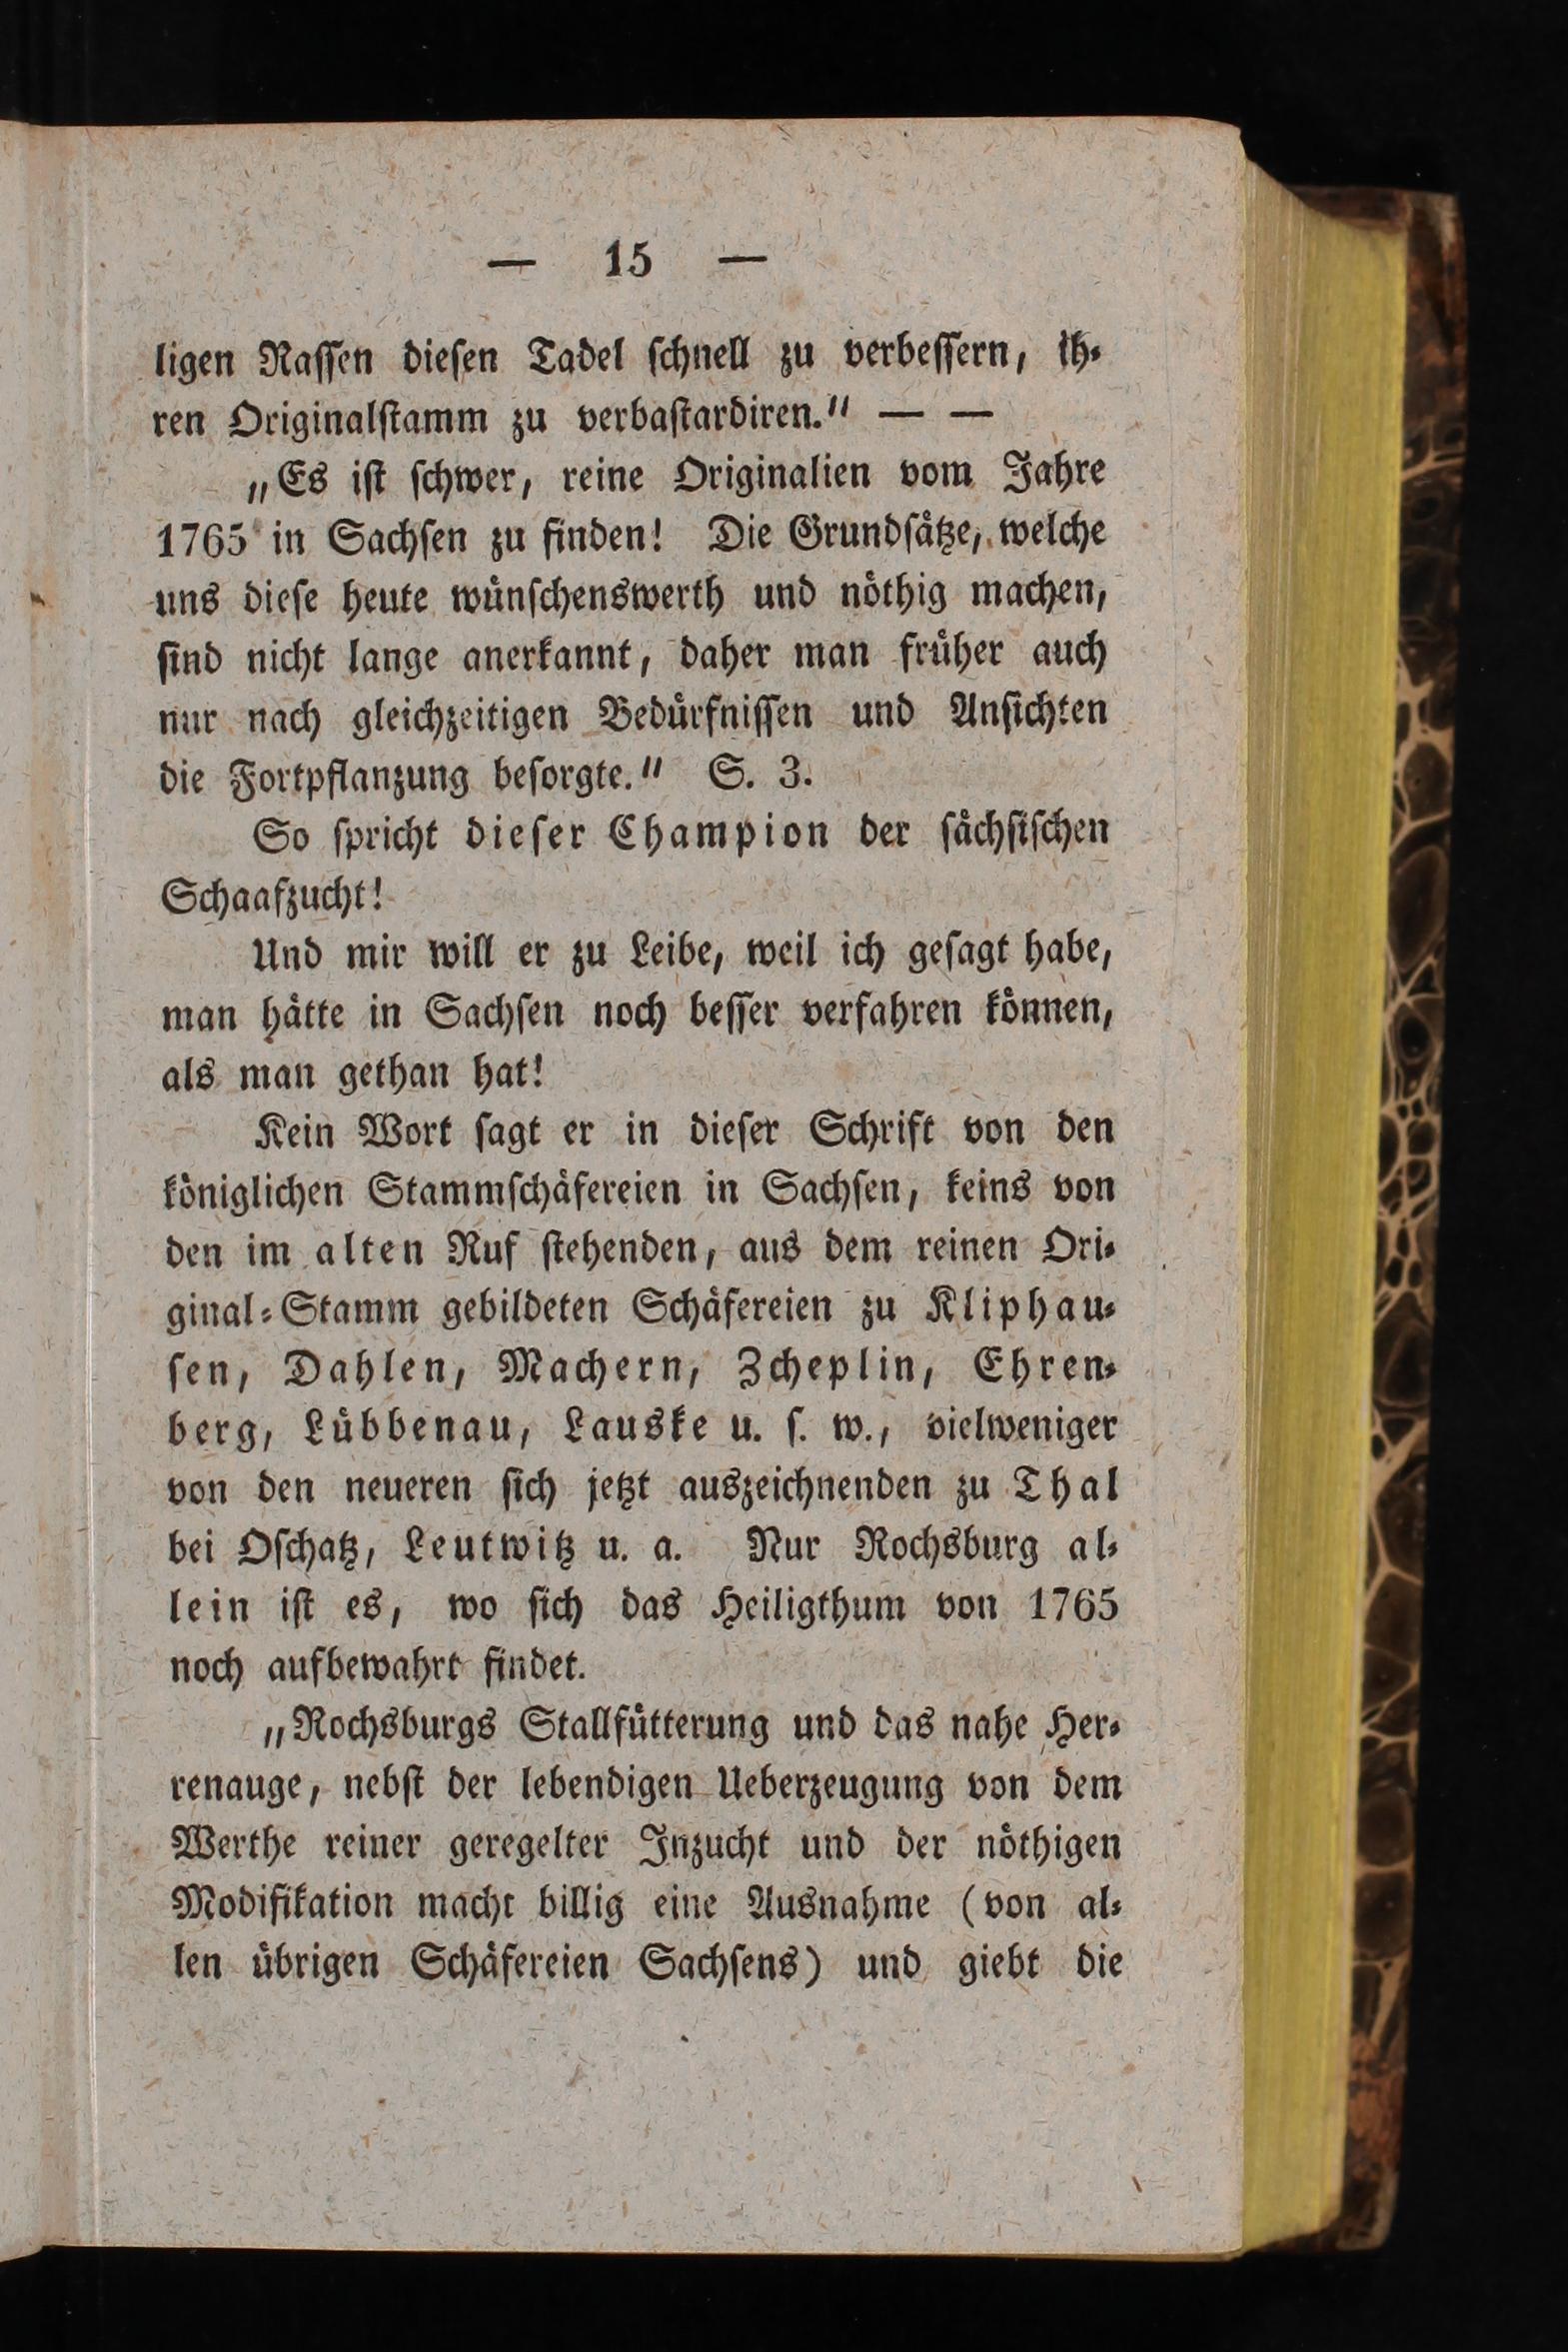 — 15 —
ligen Rassen diesen Tadel schnell zu verbessern, ih-
ren Originalstamm zu verbastardiren." — —
„Es ist schwer, reine Originalien vom Jahre
1765 in Sachsen zu finden! Die Grundsätze, welche
uns diese heute wünschenswerth und nöthig machen,
sind nicht lange anerkannt, daher man früher auch
nur nach gleichzeitigen Bedürfnissen und Ansichten
die Fortpflanzung besorgte." S. 3.
So spricht dieser Champion der sächsischen
Schaafzucht!
Und mir will er zu Leibe, weil ich gesagt habe,
man hätte in Sachsen noch besser verfahren können,
als man gethan hat!
Kein Wort sagt er in dieser Schrift von den
königlichen Stammschäfereien in Sachsen, keins von
den im alten Ruf stehenden, aus dem reinen Ori-
ginal-Stamm gebildeten Schäfereien zu Kliphau-
sen, Dahlen, Machern, Zcheplin, Ehren-
berg, Lübbenau, Lauske u. s. w., vielweniger
von den neueren sich jetzt auszeichnenden zu Thal
bei Oschatz, Leutwitz u. a. Nur Rochsburg al-
lein ist es, wo sich das Heiligthum von 1765
noch aufbewahrt findet.
„Rochsburgs Stallfütterung und das nahe Her-
renauge, nebst der lebendigen Ueberzeugung von dem
Werthe reiner geregelter Inzucht und der nöthigen
Modifikation macht billig eine Ausnahme (von al-
len übrigen Schäfereien Sachsens) und giebt die